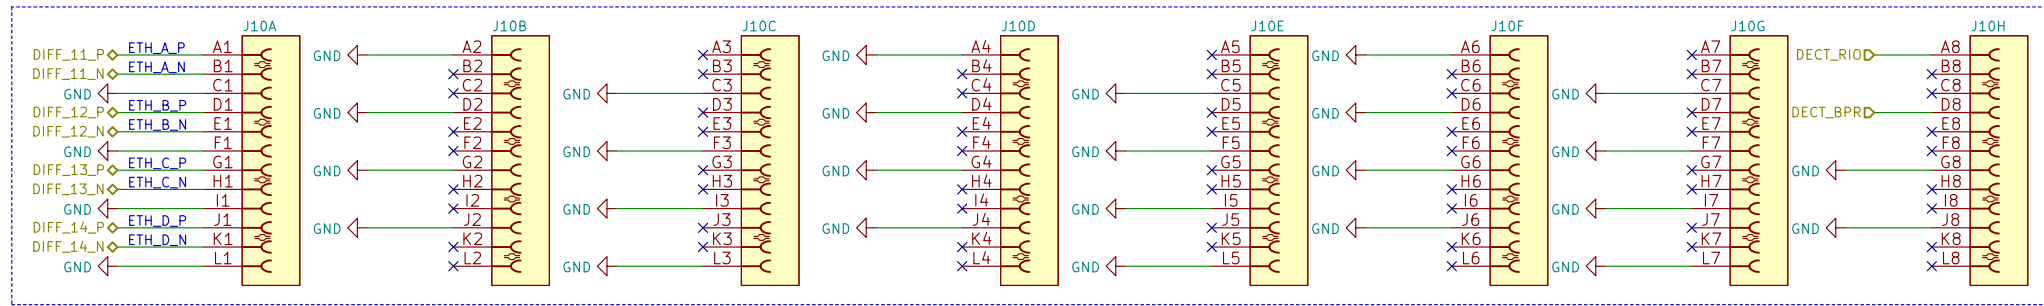 J10A J10B J10C J10D J10E J10F J10G J10H
DIFF_11_P ETH_A_P A1 GND A2 A3 GND A4 A5 GND A6 A7 DECT_RIO A8
DIFF_11_N ETH_A_N B1 B2 B3 B4 B5 B6 B7 B8
GND C1 C2 GND C3 C4 GND C5 C6 GND C7 C8
DIFF_12_P ETH_B_P D1 GND D2 D3 GND D4 D5 GND D6 D7 DECT_BPR D8
DIFF_12_N ETH_B_N E1 E2 E3 E4 E5 E6 E7 E8
GND F1 F2 GND F3 F4 GND F5 F6 GND F7 F8
DIFF_13_P ETH_C_P G1 GND G2 G3 GND G4 G5 GND G6 G7 GND G8
DIFF_13_N ETH_C_N H1 H2 H3 H4 H5 H6 H7 H8
GND I1 I2 GND I3 I4 GND I5 I6 GND I7 I8
DIFF_14_P ETH_D_P J1 GND J2 J3 GND J4 J5 GND J6 J7 GND J8
DIFF_14_N ETH_D_N K1 K2 K3 K4 K5 K6 K7 K8
GND L1 L2 GND L3 L4 GND L5 L6 GND L7 L8